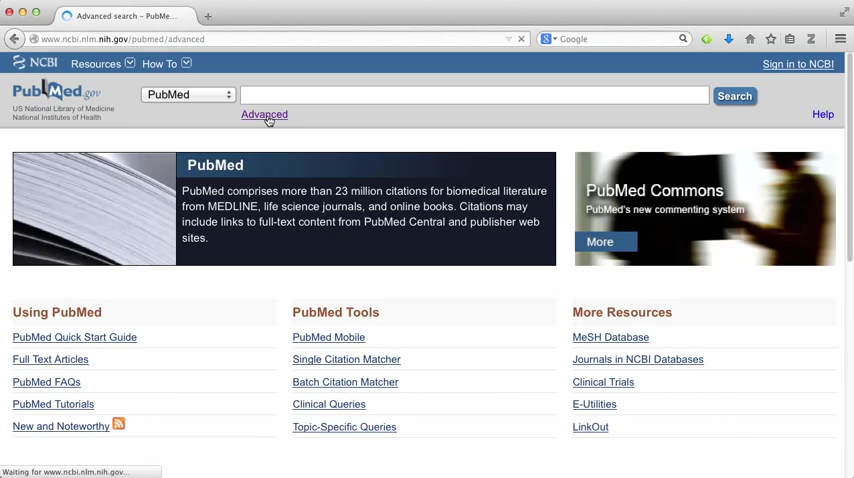 Advanced search - PubMe...
www.ncbi.nlm.nih.gov/pubmed/advanced
Google
NCBI Resources How To Sign in to NCBI
PubMed.gov
US National Library of Medicine
National Institutes of Health
PubMed
Search
Advanced
Help
PubMed
PubMed comprises more than 23 million citations for biomedical literature
from MEDLINE, life science journals, and online books. Citations may
include links to full-text content from PubMed Central and publisher web
sites.
PubMed Commons
PubMed's new commenting system
More
Using PubMed
PubMed Quick Start Guide
Full Text Articles
PubMed FAQs
PubMed Tutorials
New and Noteworthy
PubMed Tools
PubMed Mobile
Single Citation Matcher
Batch Citation Matcher
Clinical Queries
Topic-Specific Queries
More Resources
MeSH Database
Journals in NCBI Databases
Clinical Trials
E-Utilities
LinkOut
Waiting for www.ncbi.nlm.nih.gov...